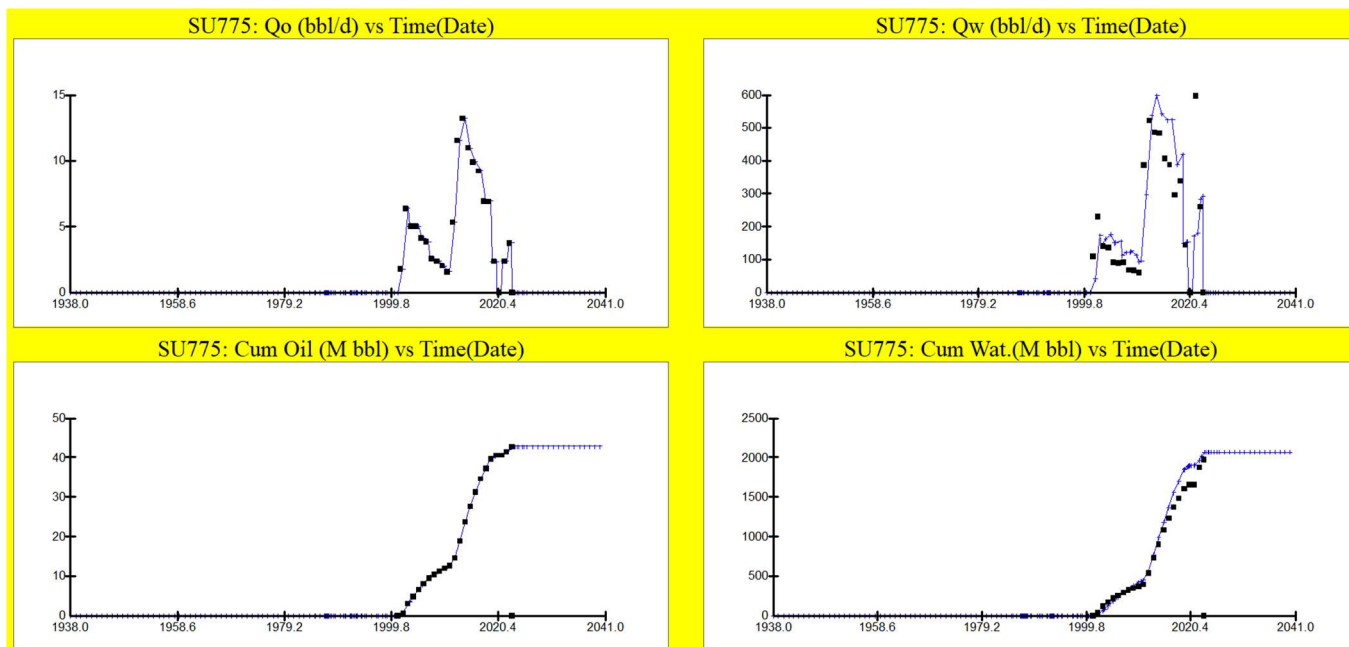 SU775: Qo (bbl/d) vs Time(Date)
15
10
5
0
1938.0 1958.6 1979.2 1999.8 2020.4 2041.0
SU775: Qw (bbl/d) vs Time(Date)
600
500
400
300
200
100
0
1938.0 1958.6 1979.2 1999.8 2020.4 2041.0
SU775: Cum Oil (M bbl) vs Time(Date)
50
40
30
20
10
0
1938.0 1958.6 1979.2 1999.8 2020.4 2041.0
SU775: Cum Wat.(M bbl) vs Time(Date)
2500
2000
1500
1000
500
0
1938.0 1958.6 1979.2 1999.8 2020.4 2041.0